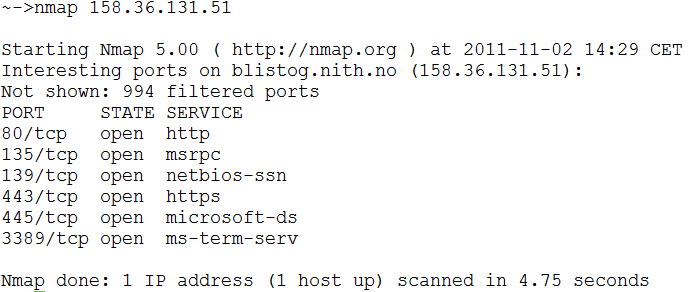 ~->nmap 158.36.131.51
Starting Nmap 5.00 ( http://nmap.org ) at 2011-11-02 14:29 CET
Interesting ports on blistog.nith.no (158.36.131.51):
Not shown: 994 filtered ports
PORT     STATE SERVICE
80/tcp   open  http
135/tcp  open  msrpc
139/tcp  open  netbios-ssn
443/tcp  open  https
445/tcp  open  microsoft-ds
3389/tcp open  ms-term-serv
Nmap done: 1 IP address (1 host up) scanned in 4.75 seconds